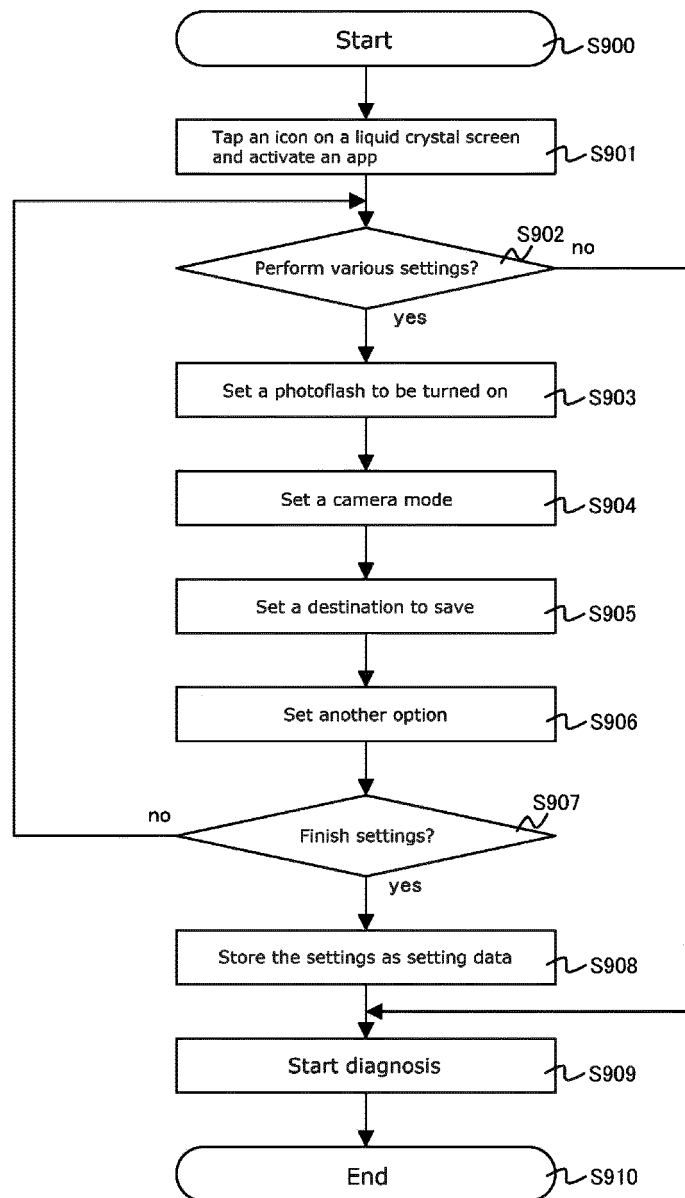 Start
S900
Tap an icon on a liquid crystal screen
and activate an app
S901
S902
no
Perform various settings?
yes
Set a photoflash to be turned on
S903
Set a camera mode
S904
Set a destination to save
S905
Set another option
S906
no
S907
Finish settings?
yes
Store the settings as setting data
S908
Start diagnosis
S909
End
S910